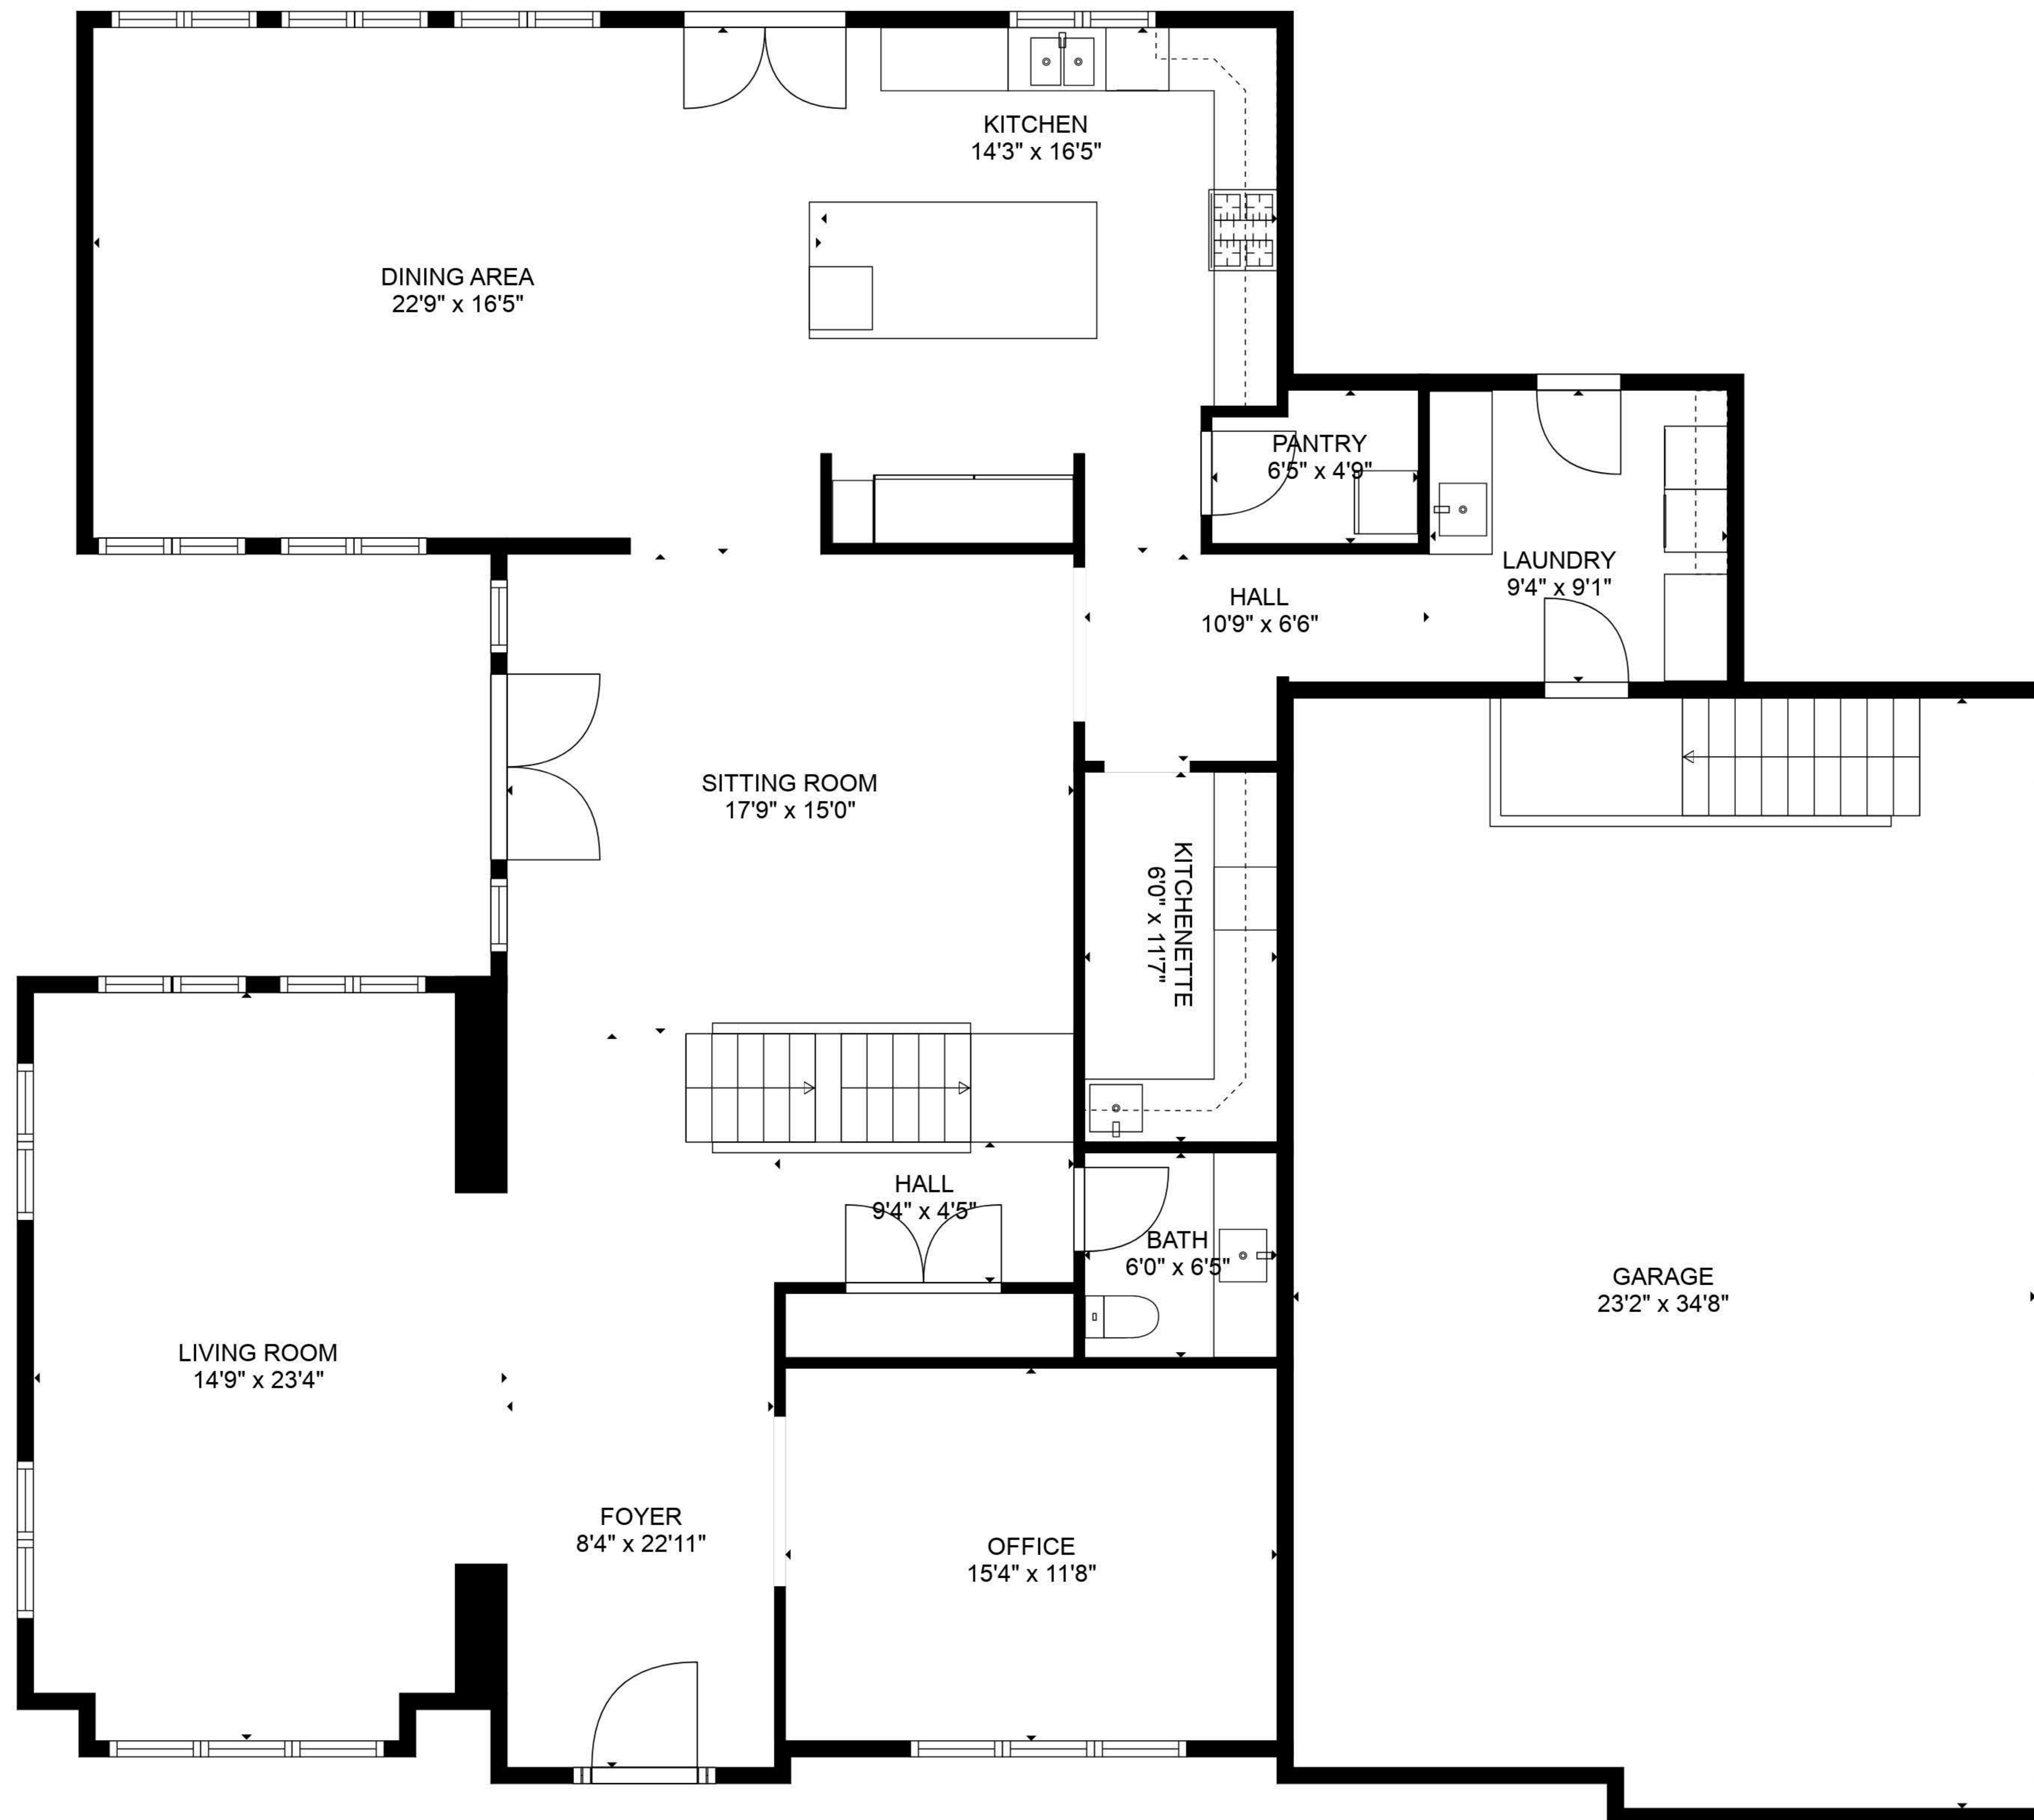 KITCHEN
14'3" x 16'5"
DINING AREA
22'9" x 16'5"
PANTRY
6'5" x 4'9"
LAUNDRY
9'4" x 9'1"
HALL
10'9" x 6'6"
SITTING ROOM
17'9" x 15'0"
KITCHENETTE
6'0" x 11'7"
HALL
9'4" x 4'5"
BATH
6'0" x 6'5"
GARAGE
23'2" x 34'8"
LIVING ROOM
14'9" x 23'4"
FOYER
8'4" x 22'11"
OFFICE
15'4" x 11'8"